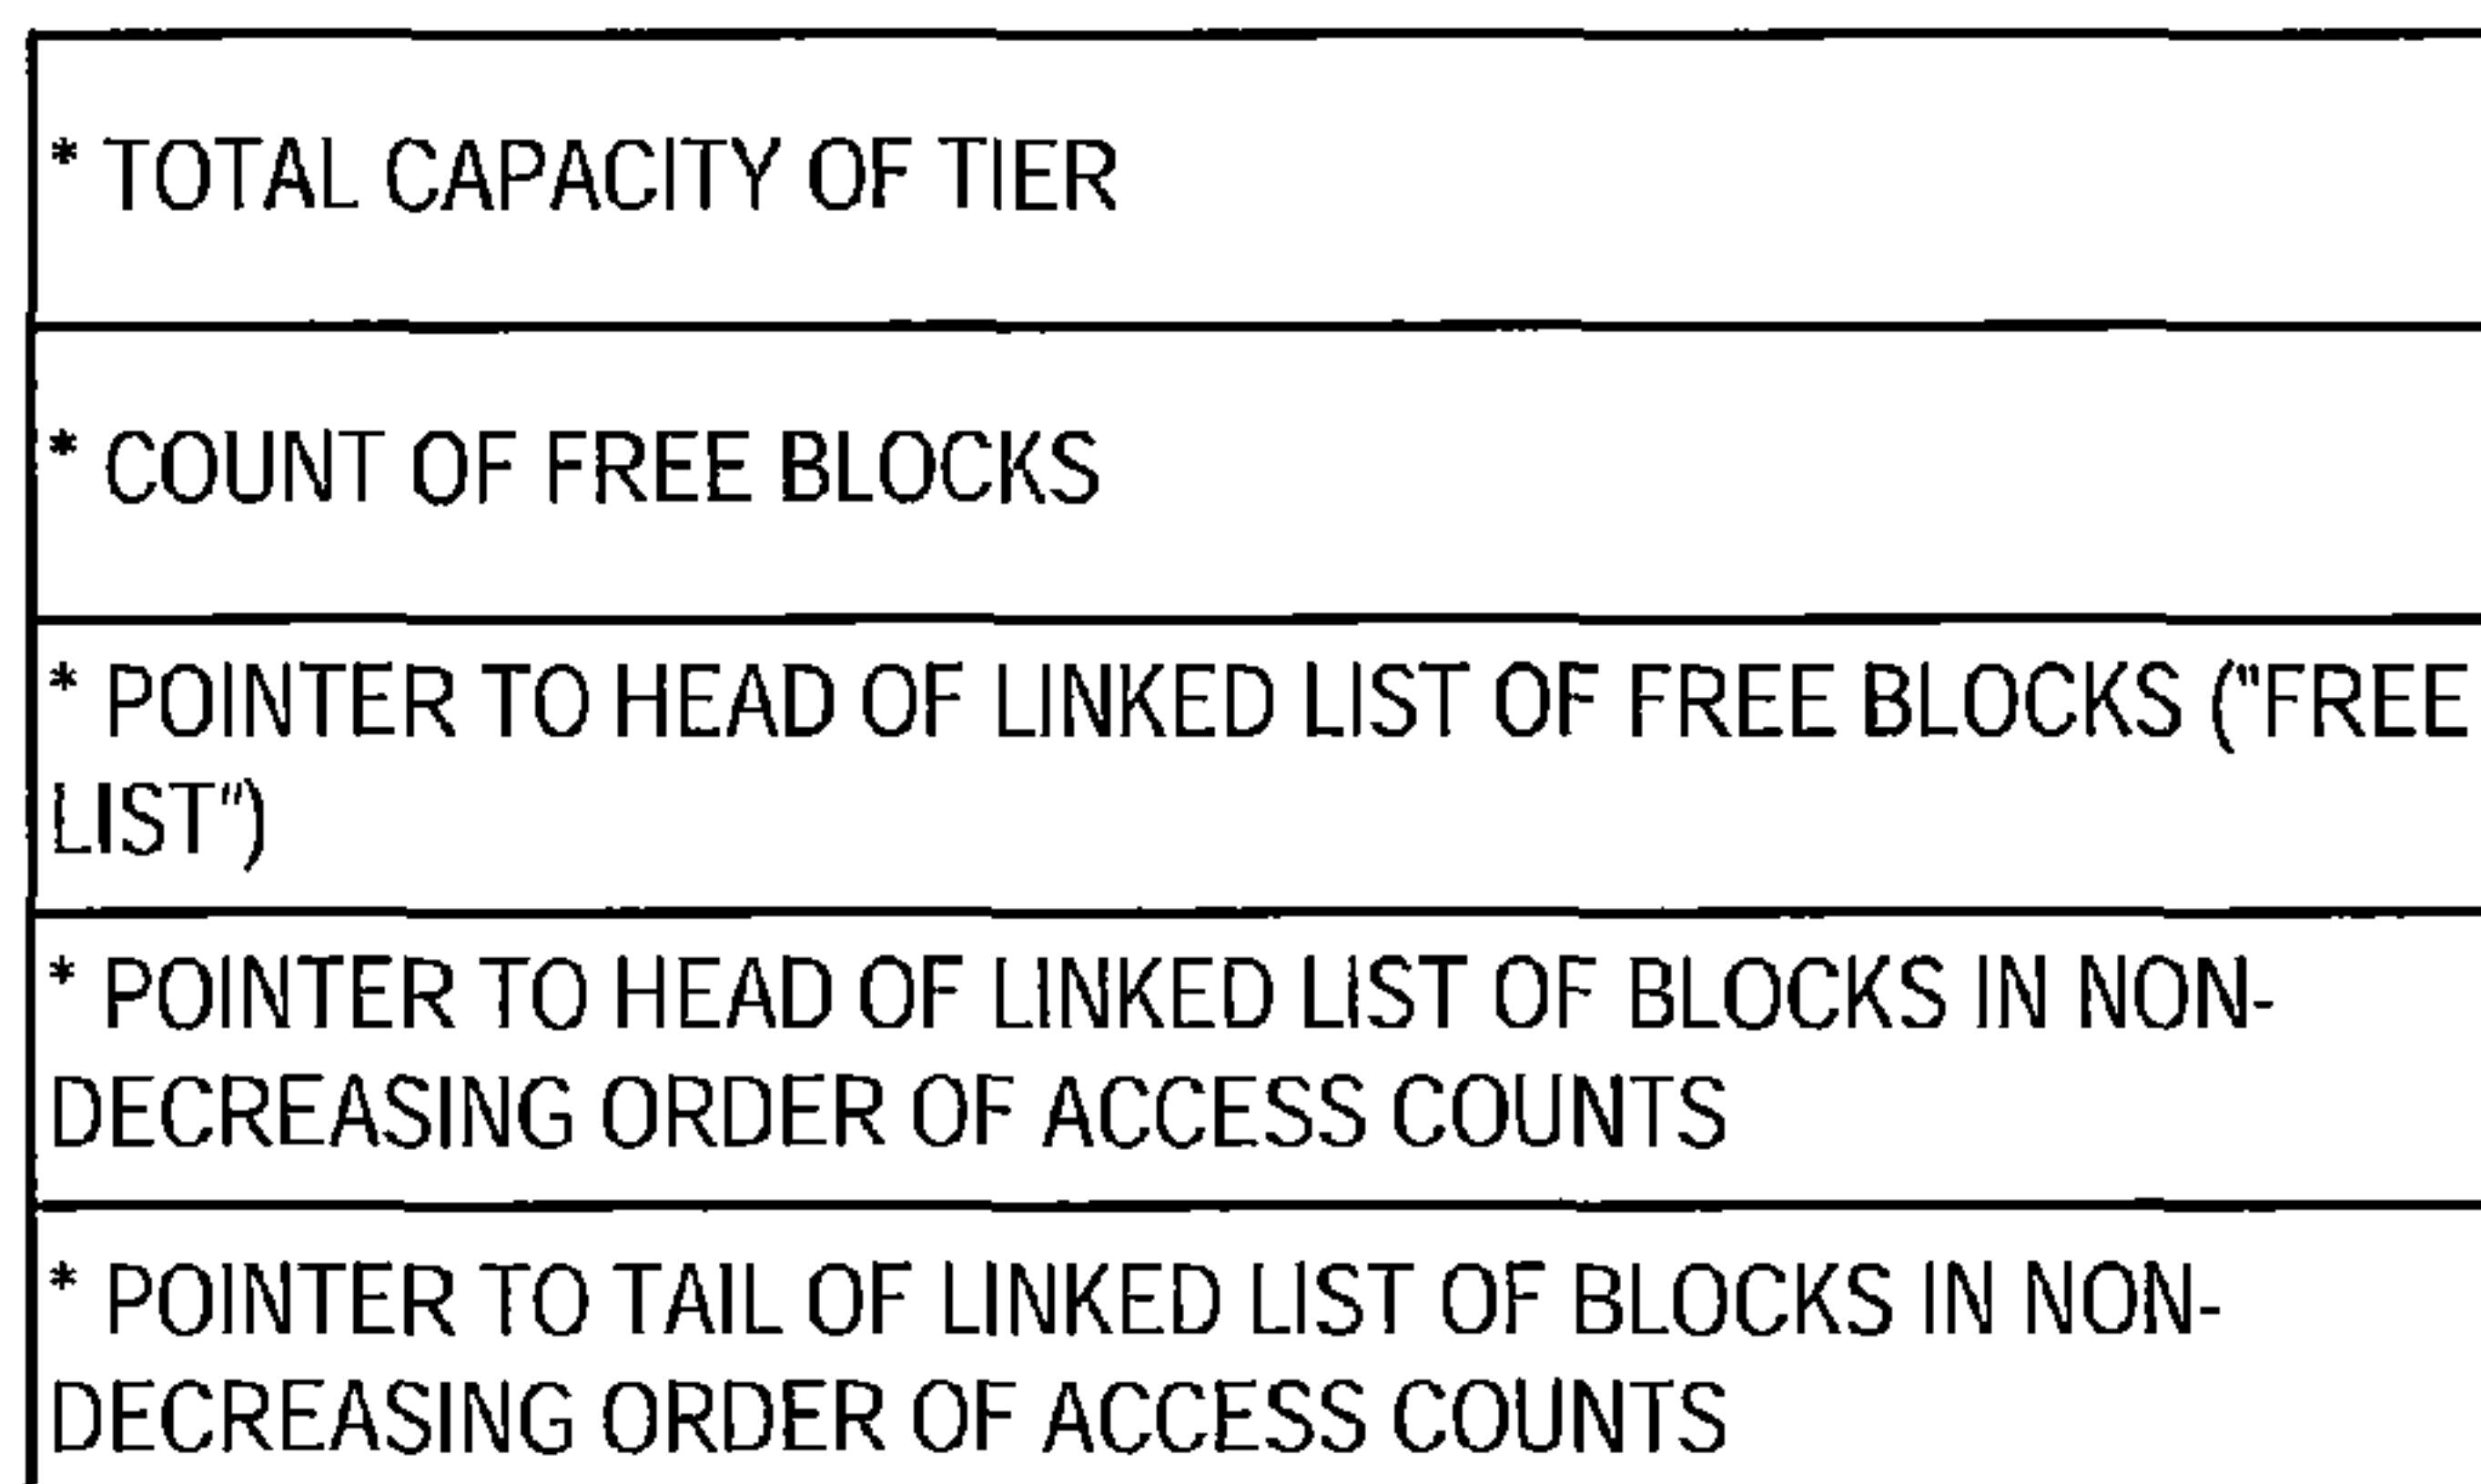 * TOTAL CAPACITY OF TIER
* COUNT OF FREE BLOCKS
* POINTER TO HEAD OF LINKED LIST OF FREE BLOCKS ("FREE
LIST")
* POINTER TO HEAD OF LINKED LIST OF BLOCKS IN NON-
DECREASING ORDER OF ACCESS COUNTS
* POINTER TO TAIL OF LINKED LIST OF BLOCKS IN NON-
DECREASING ORDER OF ACCESS COUNTS